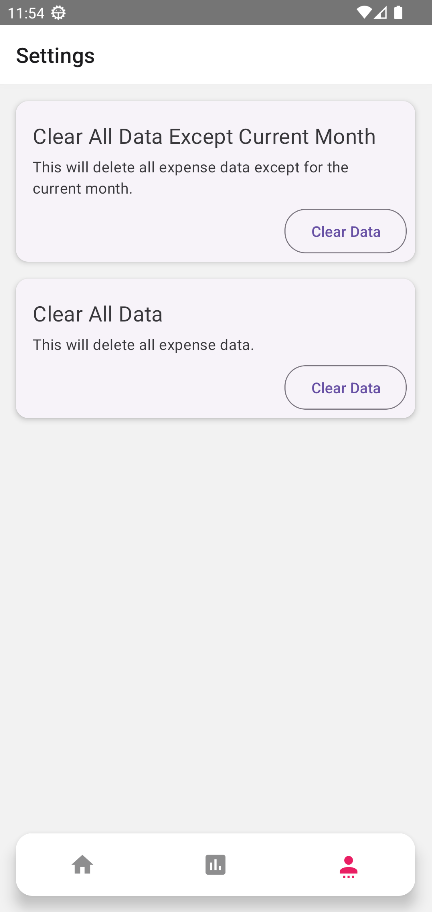 11:54
Settings
Clear All Data Except Current Month
This will delete all expense data except for the
current month.
Clear Data
Clear All Data
This will delete all expense data.
Clear Data